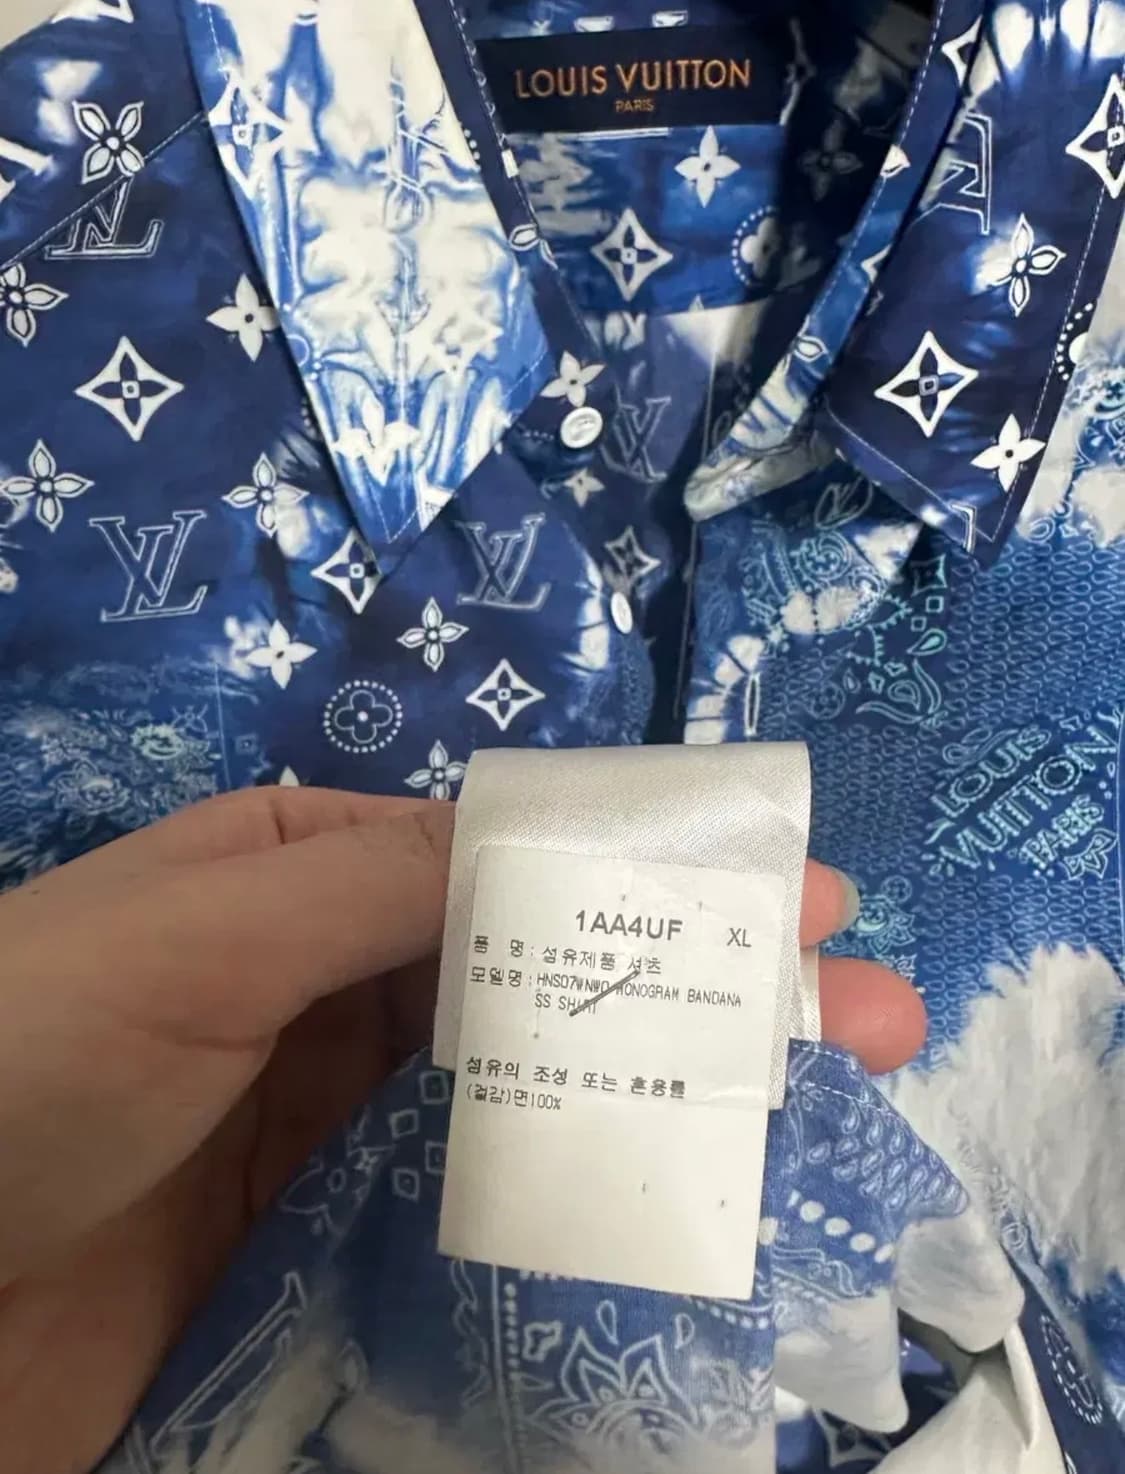 LOUIS VUITTON
PARIS
LOUIS
VUITTON
1AA4UF XL
품 명 : 섬유제품 셔츠
모델명 : HNS07WNWD MONOGRAM BANDANA
SS SHIRT
섬유의 조성 또는 혼용률
(겉감)면100%